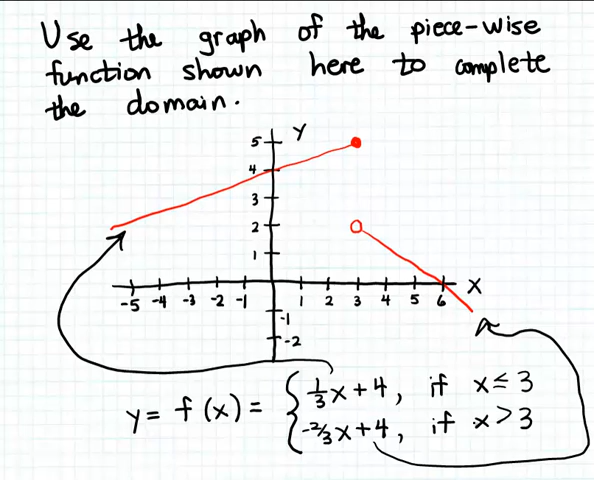 Use the graph of the piece-wise
function shown here to complete
the domain.
Y
5
4
3
2
1
-5 -4 -3 -2 -1 1 2 3 4 5 6 X
-1
-2
y = f(x) = { 1/3 x + 4, if x ≤ 3
-2/3 x + 4, if x > 3